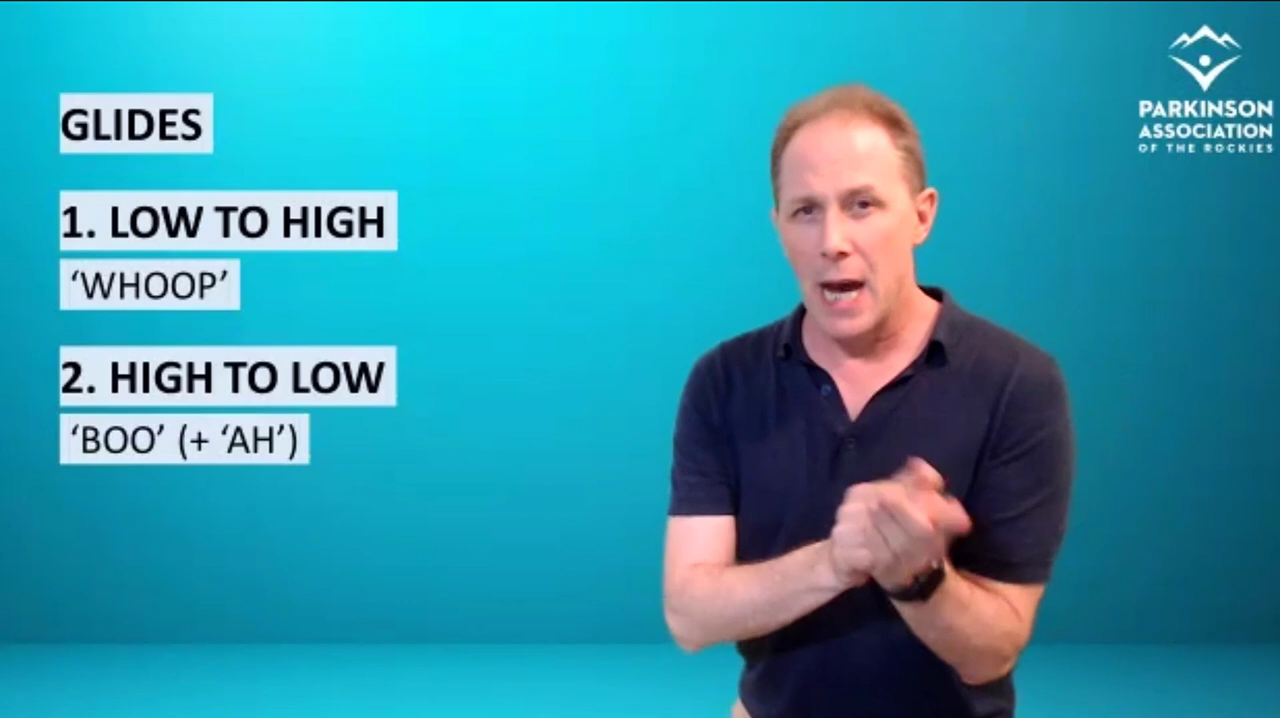 GLIDES
1. LOW TO HIGH
‘WHOOP’
2. HIGH TO LOW
‘BOO’ (+ ‘AH’)
PARKINSON
ASSOCIATION
OF THE ROCKIES